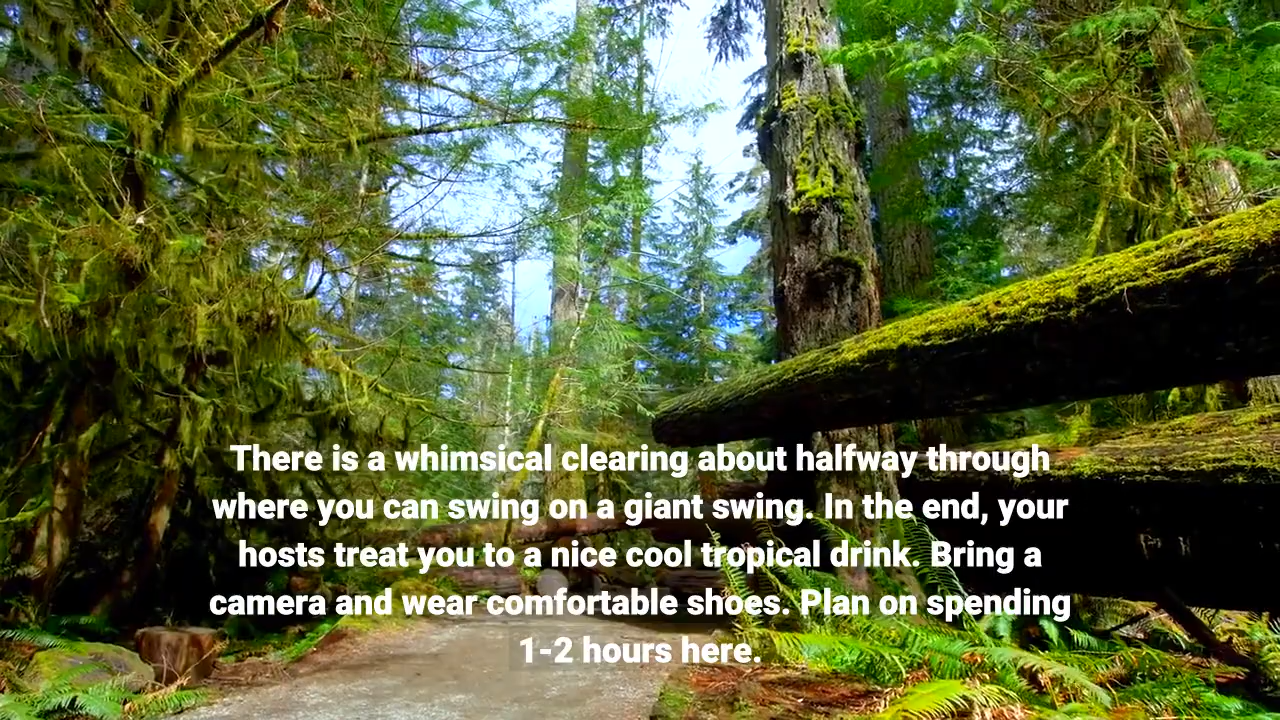 There is a whimsical clearing about halfway through
where you can swing on a giant swing. In the end, your
hosts treat you to a nice cool tropical drink. Bring a
camera and wear comfortable shoes. Plan on spending
1-2 hours here.